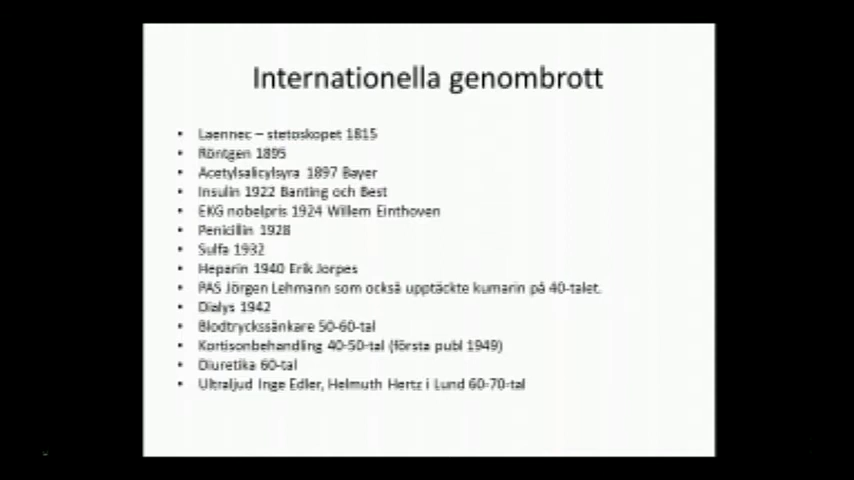 Internationella genombrott
• Laennec – stetoskopet 1815
• Röntgen 1895
• Acetylsalicylsyra 1897 Bayer
• Insulin 1922 Banting och Best
• EKG nobelpris 1924 Willem Einthoven
• Penicillin 1928
• Sulfa 1932
• Heparin 1940 Erik Jorpes
• PAS Jörgen Lehmann som också upptäckte kumarin på 40-talet.
• Dialys 1942
• Blodtryckssänkare 50-60-tal
• Kortisonbehandling 40-50-tal (första publ 1949)
• Diuretika 60-tal
• Ultraljud Inge Edler, Helmuth Hertz i Lund 60-70-tal